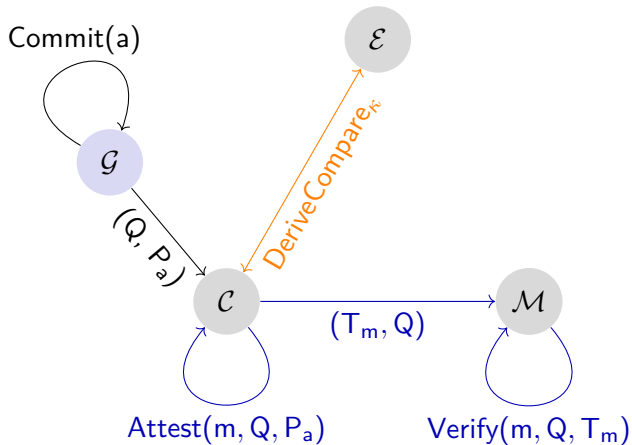 Commit(a)
ℰ
𝒢
DeriveCompare_κ
(Q, P_a)
𝒞
ℳ
(T_m, Q)
Attest(m, Q, P_a)
Verify(m, Q, T_m)